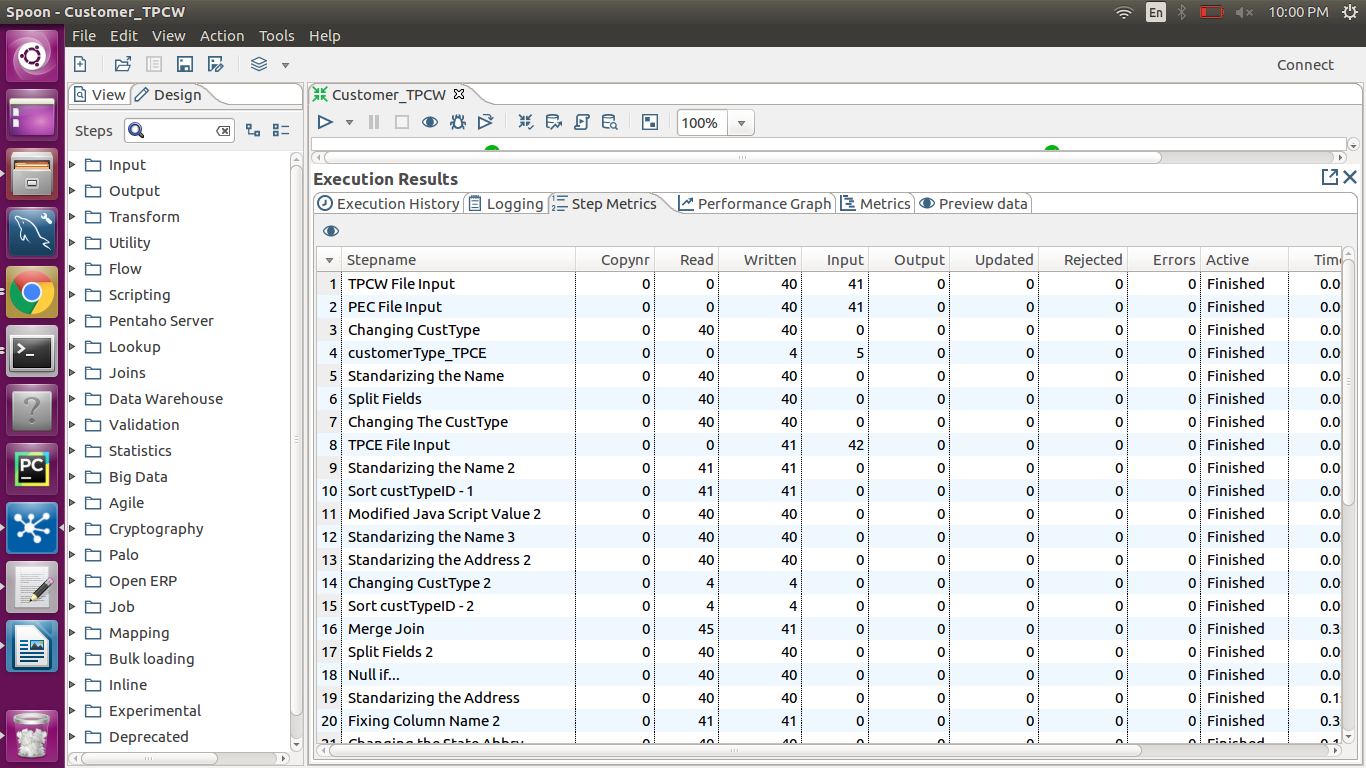 Spoon - Customer_TPCW
En
10:00 PM
File Edit View Action Tools Help
Connect
View Design
Steps
Input
Output
Transform
Utility
Flow
Scripting
Pentaho Server
Lookup
Joins
Data Warehouse
Validation
Statistics
Big Data
Agile
Cryptography
Palo
Open ERP
Job
Mapping
Bulk loading
Inline
Experimental
Deprecated
PC
Customer_TPCW
100%
Execution Results
Execution History Logging Step Metrics Performance Graph Metrics Preview data
Stepname Copynr Read Written Input Output Updated Rejected Errors Active Time
1 TPCW File Input 0 0 40 41 0 0 0 0 Finished 0.0
2 PEC File Input 0 0 40 41 0 0 0 0 Finished 0.0
3 Changing CustType 0 40 40 0 0 0 0 0 Finished 0.0
4 customerType_TPCE 0 0 4 5 0 0 0 0 Finished 0.0
5 Standarizing the Name 0 40 40 0 0 0 0 0 Finished 0.0
6 Split Fields 0 40 40 0 0 0 0 0 Finished 0.0
7 Changing The CustType 0 40 40 0 0 0 0 0 Finished 0.0
8 TPCE File Input 0 0 41 42 0 0 0 0 Finished 0.0
9 Standarizing the Name 2 0 41 41 0 0 0 0 0 Finished 0.0
10 Sort custTypeID - 1 0 41 41 0 0 0 0 0 Finished 0.0
11 Modified Java Script Value 2 0 40 40 0 0 0 0 0 Finished 0.0
12 Standarizing the Name 3 0 40 40 0 0 0 0 0 Finished 0.0
13 Standarizing the Address 2 0 40 40 0 0 0 0 0 Finished 0.0
14 Changing CustType 2 0 4 4 0 0 0 0 0 Finished 0.0
15 Sort custTypeID - 2 0 4 4 0 0 0 0 0 Finished 0.0
16 Merge Join 0 45 41 0 0 0 0 0 Finished 0.3
17 Split Fields 2 0 40 40 0 0 0 0 0 Finished 0.0
18 Null if... 0 40 40 0 0 0 0 0 Finished 0.0
19 Standarizing the Address 0 40 40 0 0 0 0 0 Finished 0.1
20 Fixing Column Name 2 0 41 41 0 0 0 0 0 Finished 0.3
21 Changing the State Abbry 0 40 40 0 0 0 0 0 Finished